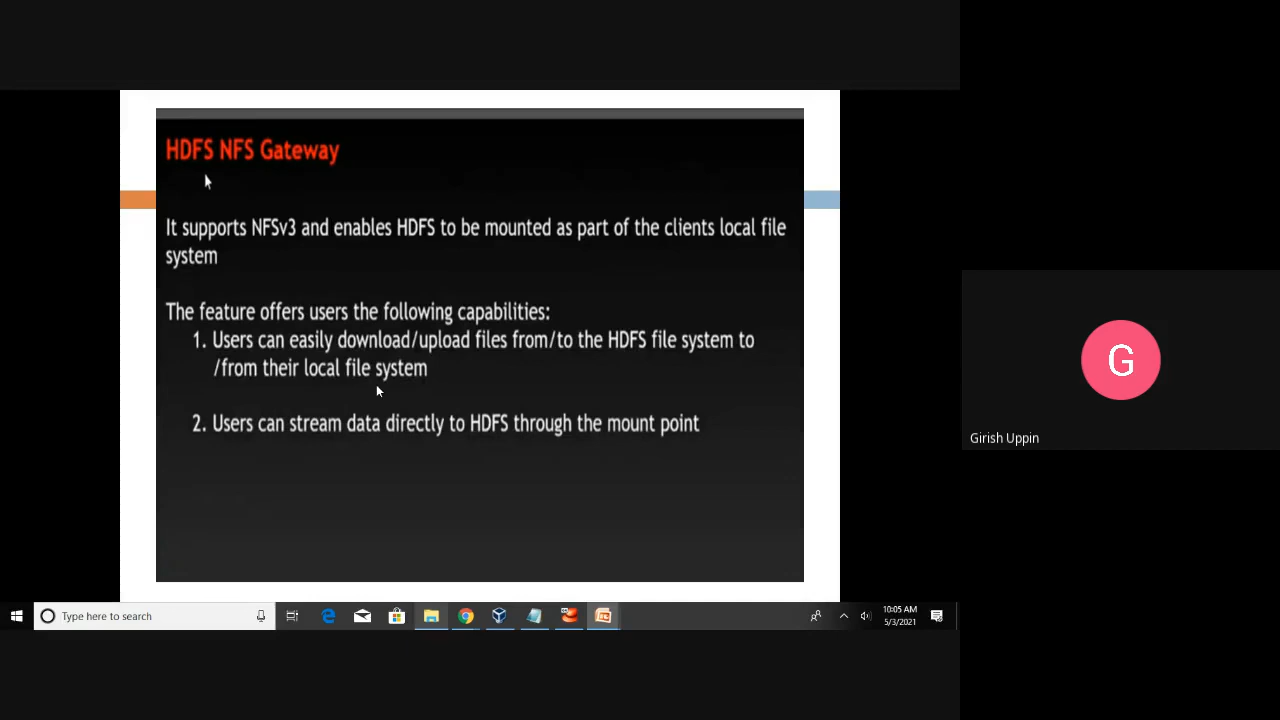 HDFS NFS Gateway
It supports NFSv3 and enables HDFS to be mounted as part of the clients local file
system
The feature offers users the following capabilities:
1. Users can easily download/upload files from/to the HDFS file system to
/from their local file system
2. Users can stream data directly to HDFS through the mount point
G
Girish Uppin
Type here to search
10:05 AM
5/3/2021